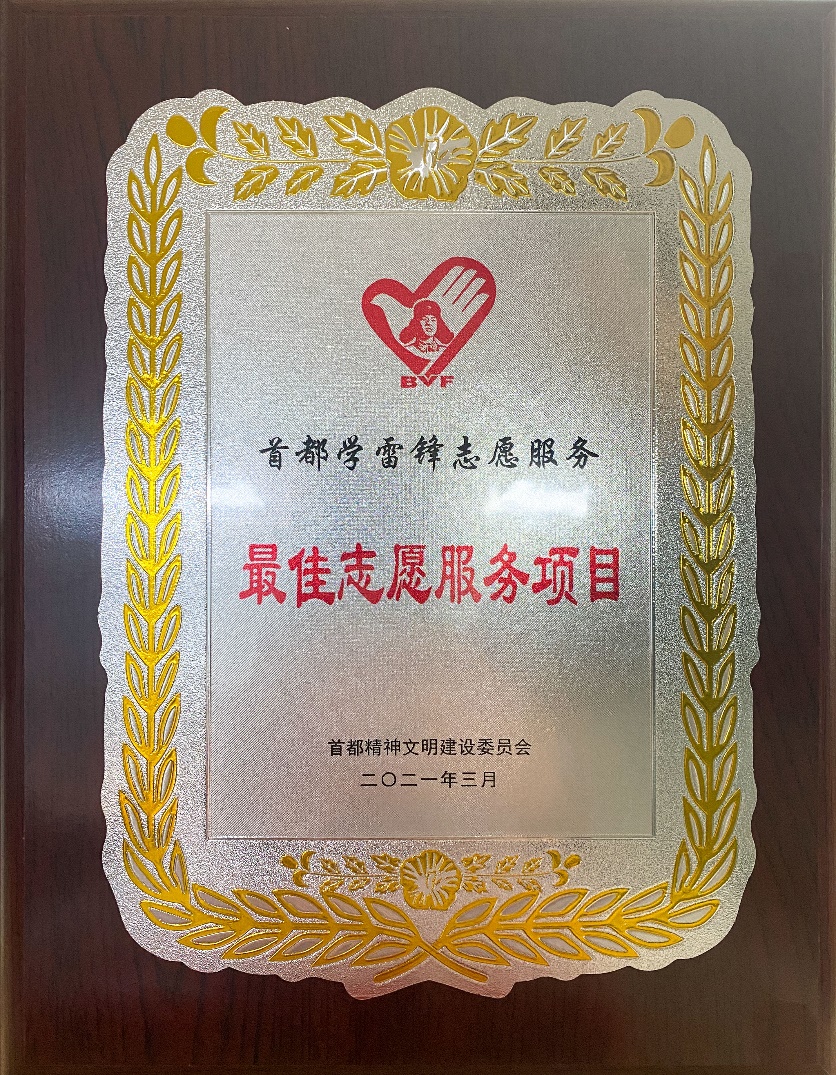 BVF
首都学雷锋志愿服务
最佳志愿服务项目
首都精神文明建设委员会
二〇二一年三月